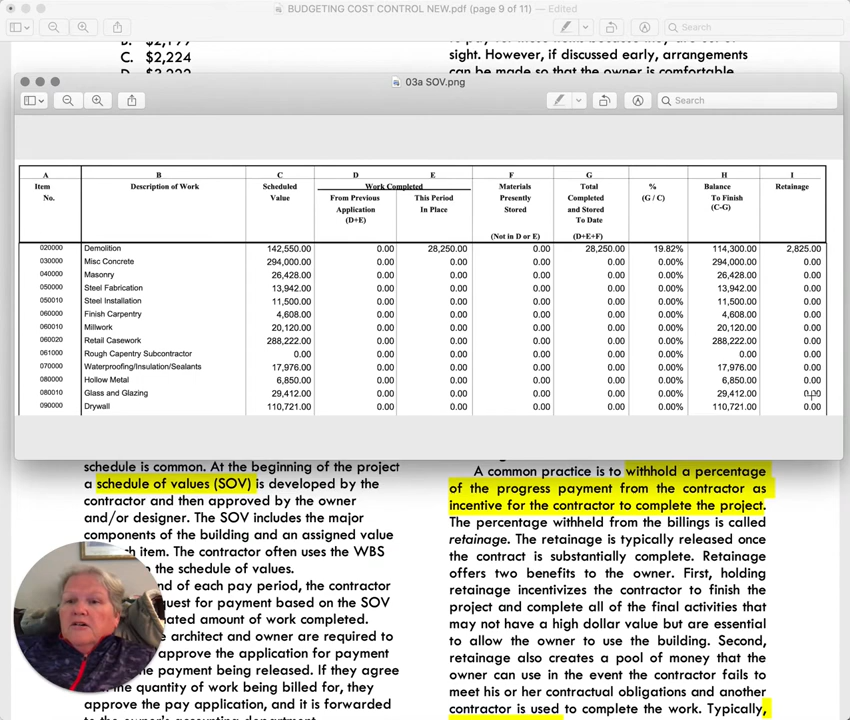 BUDGETING COST CONTROL NEW.pdf (page 9 of 11) — Edited
Search
B. $2,199
C. $2,224
sight. However, if discussed early, arrangements
can be made so that the owner is comfortable
03a SOV.png
Search
A B C D E F G H I
Item No. Description of Work Scheduled Value Work Completed From Previous Application (D+E) This Period In Place Materials Presently Stored (Not in D or E) Total Completed and Stored To Date (D+E+F) % (G / C) Balance To Finish (C-G) Retainage
020000 Demolition 142,550.00 0.00 28,250.00 0.00 28,250.00 19.82% 114,300.00 2,825.00
030000 Misc Concrete 294,000.00 0.00 0.00 0.00 0.00 0.00% 294,000.00 0.00
040000 Masonry 26,428.00 0.00 0.00 0.00 0.00 0.00% 26,428.00 0.00
050000 Steel Fabrication 13,942.00 0.00 0.00 0.00 0.00 0.00% 13,942.00 0.00
050010 Steel Installation 11,500.00 0.00 0.00 0.00 0.00 0.00% 11,500.00 0.00
060000 Finish Carpentry 4,608.00 0.00 0.00 0.00 0.00 0.00% 4,608.00 0.00
060010 Millwork 20,120.00 0.00 0.00 0.00 0.00 0.00% 20,120.00 0.00
060020 Retail Casework 288,222.00 0.00 0.00 0.00 0.00 0.00% 288,222.00 0.00
061000 Rough Capentry Subcontractor 0.00 0.00 0.00 0.00 0.00 0.00% 0.00 0.00
070000 Waterproofing/Insulation/Sealants 17,976.00 0.00 0.00 0.00 0.00 0.00% 17,976.00 0.00
080000 Hollow Metal 6,850.00 0.00 0.00 0.00 0.00 0.00% 6,850.00 0.00
080010 Glass and Glazing 29,412.00 0.00 0.00 0.00 0.00 0.00% 29,412.00 0.00
090000 Drywall 110,721.00 0.00 0.00 0.00 0.00 0.00% 110,721.00 0.00
schedule is common. At the beginning of the project
a schedule of values (SOV) is developed by the
contractor and then approved by the owner
and/or designer. The SOV includes the major
components of the building and an assigned value
h item. The contractor often uses the WBS
the schedule of values.
nd of each pay period, the contractor
uest for payment based on the SOV
ated amount of work completed.
architect and owner are required to
approve the application for payment
payment being released. If they agree
the quantity of work being billed for, they
approve the pay application, and it is forwarded
to the owner's accounting department.
A common practice is to withhold a percentage
of the progress payment from the contractor as
incentive for the contractor to complete the project.
The percentage withheld from the billings is called
retainage. The retainage is typically released once
the contract is substantially complete. Retainage
offers two benefits to the owner. First, holding
retainage incentivizes the contractor to finish the
project and complete all of the final activities that
may not have a high dollar value but are essential
to allow the owner to use the building. Second,
retainage also creates a pool of money that the
owner can use in the event the contractor fails to
meet his or her contractual obligations and another
contractor is used to complete the work. Typically,